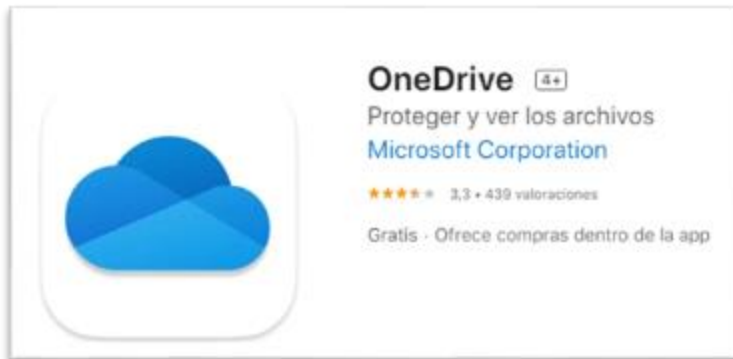 OneDrive 4+
Proteger y ver los archivos
Microsoft Corporation
3,3 • 439 valoraciones
Gratis · Ofrece compras dentro de la app